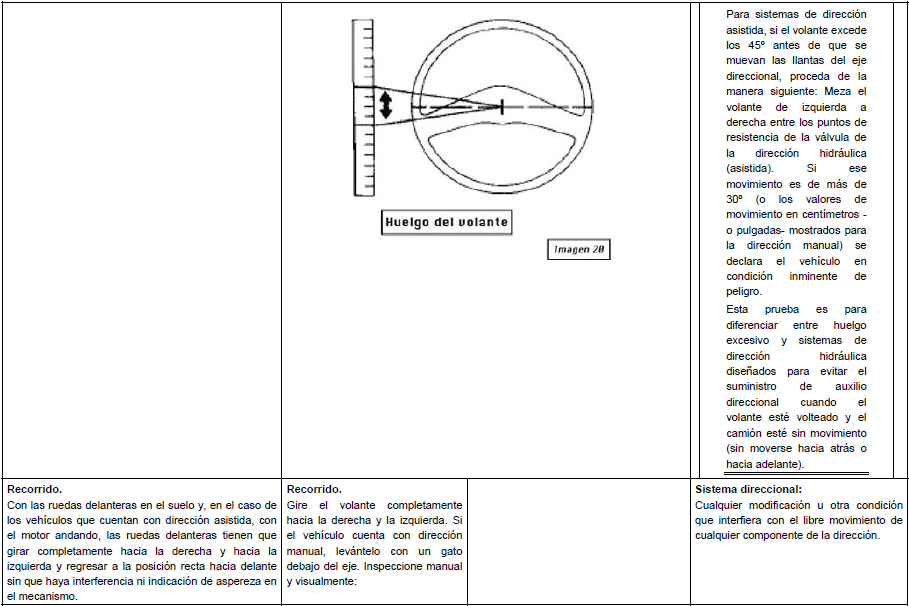 Huelgo del volante
Imagen 2B
Para sistemas de dirección
asistida, si el volante excede
los 45º antes de que se
muevan las llantas del eje
direccional, proceda de la
manera siguiente: Meza el
volante de izquierda a
derecha entre los puntos de
resistencia de la válvula de
la dirección hidráulica
(asistida). Si ese
movimiento es de más de
30º (o los valores de
movimiento en centímetros -
o pulgadas- mostrados para
la dirección manual) se
declara el vehículo en
condición inminente de
peligro.
Esta prueba es para
diferenciar entre huelgo
excesivo y sistemas de
dirección hidráulica
diseñados para evitar el
suministro de auxilio
direccional cuando el
volante esté volteado y el
camión esté sin movimiento
(sin moverse hacia atrás o
hacia adelante).
Recorrido.
Con las ruedas delanteras en el suelo y, en el caso de
los vehículos que cuentan con dirección asistida, con
el motor andando, las ruedas delanteras tienen que
girar completamente hacia la derecha y hacia la
izquierda y regresar a la posición recta hacia delante
sin que haya interferencia ni indicación de aspereza en
el mecanismo.
Recorrido.
Gire el volante completamente
hacia la derecha y la izquierda. Si
el vehículo cuenta con dirección
manual, levántelo con un gato
debajo del eje. Inspeccione manual
y visualmente:
Sistema direccional:
Cualquier modificación u otra condición
que interfiera con el libre movimiento de
cualquier componente de la dirección.